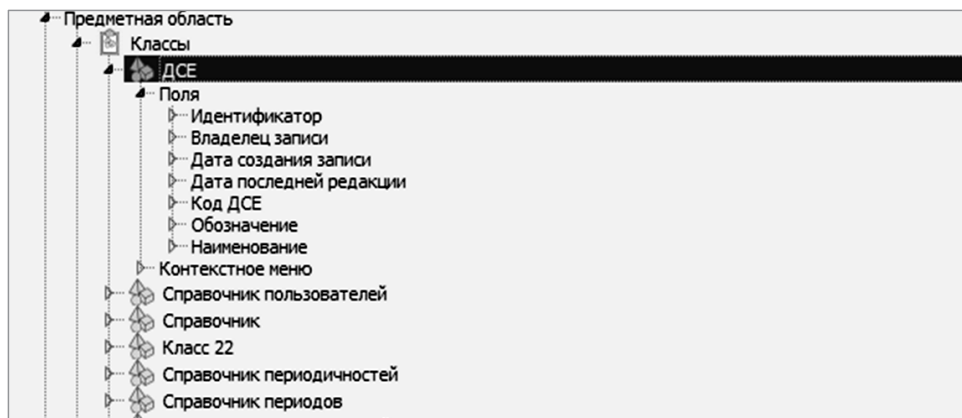 Предметная область
Классы
ДСЕ
Поля
Идентификатор
Владелец записи
Дата создания записи
Дата последней редакции
Код ДСЕ
Обозначение
Наименование
Контекстное меню
Справочник пользователей
Справочник
Класс 22
Справочник периодичностей
Справочник периодов